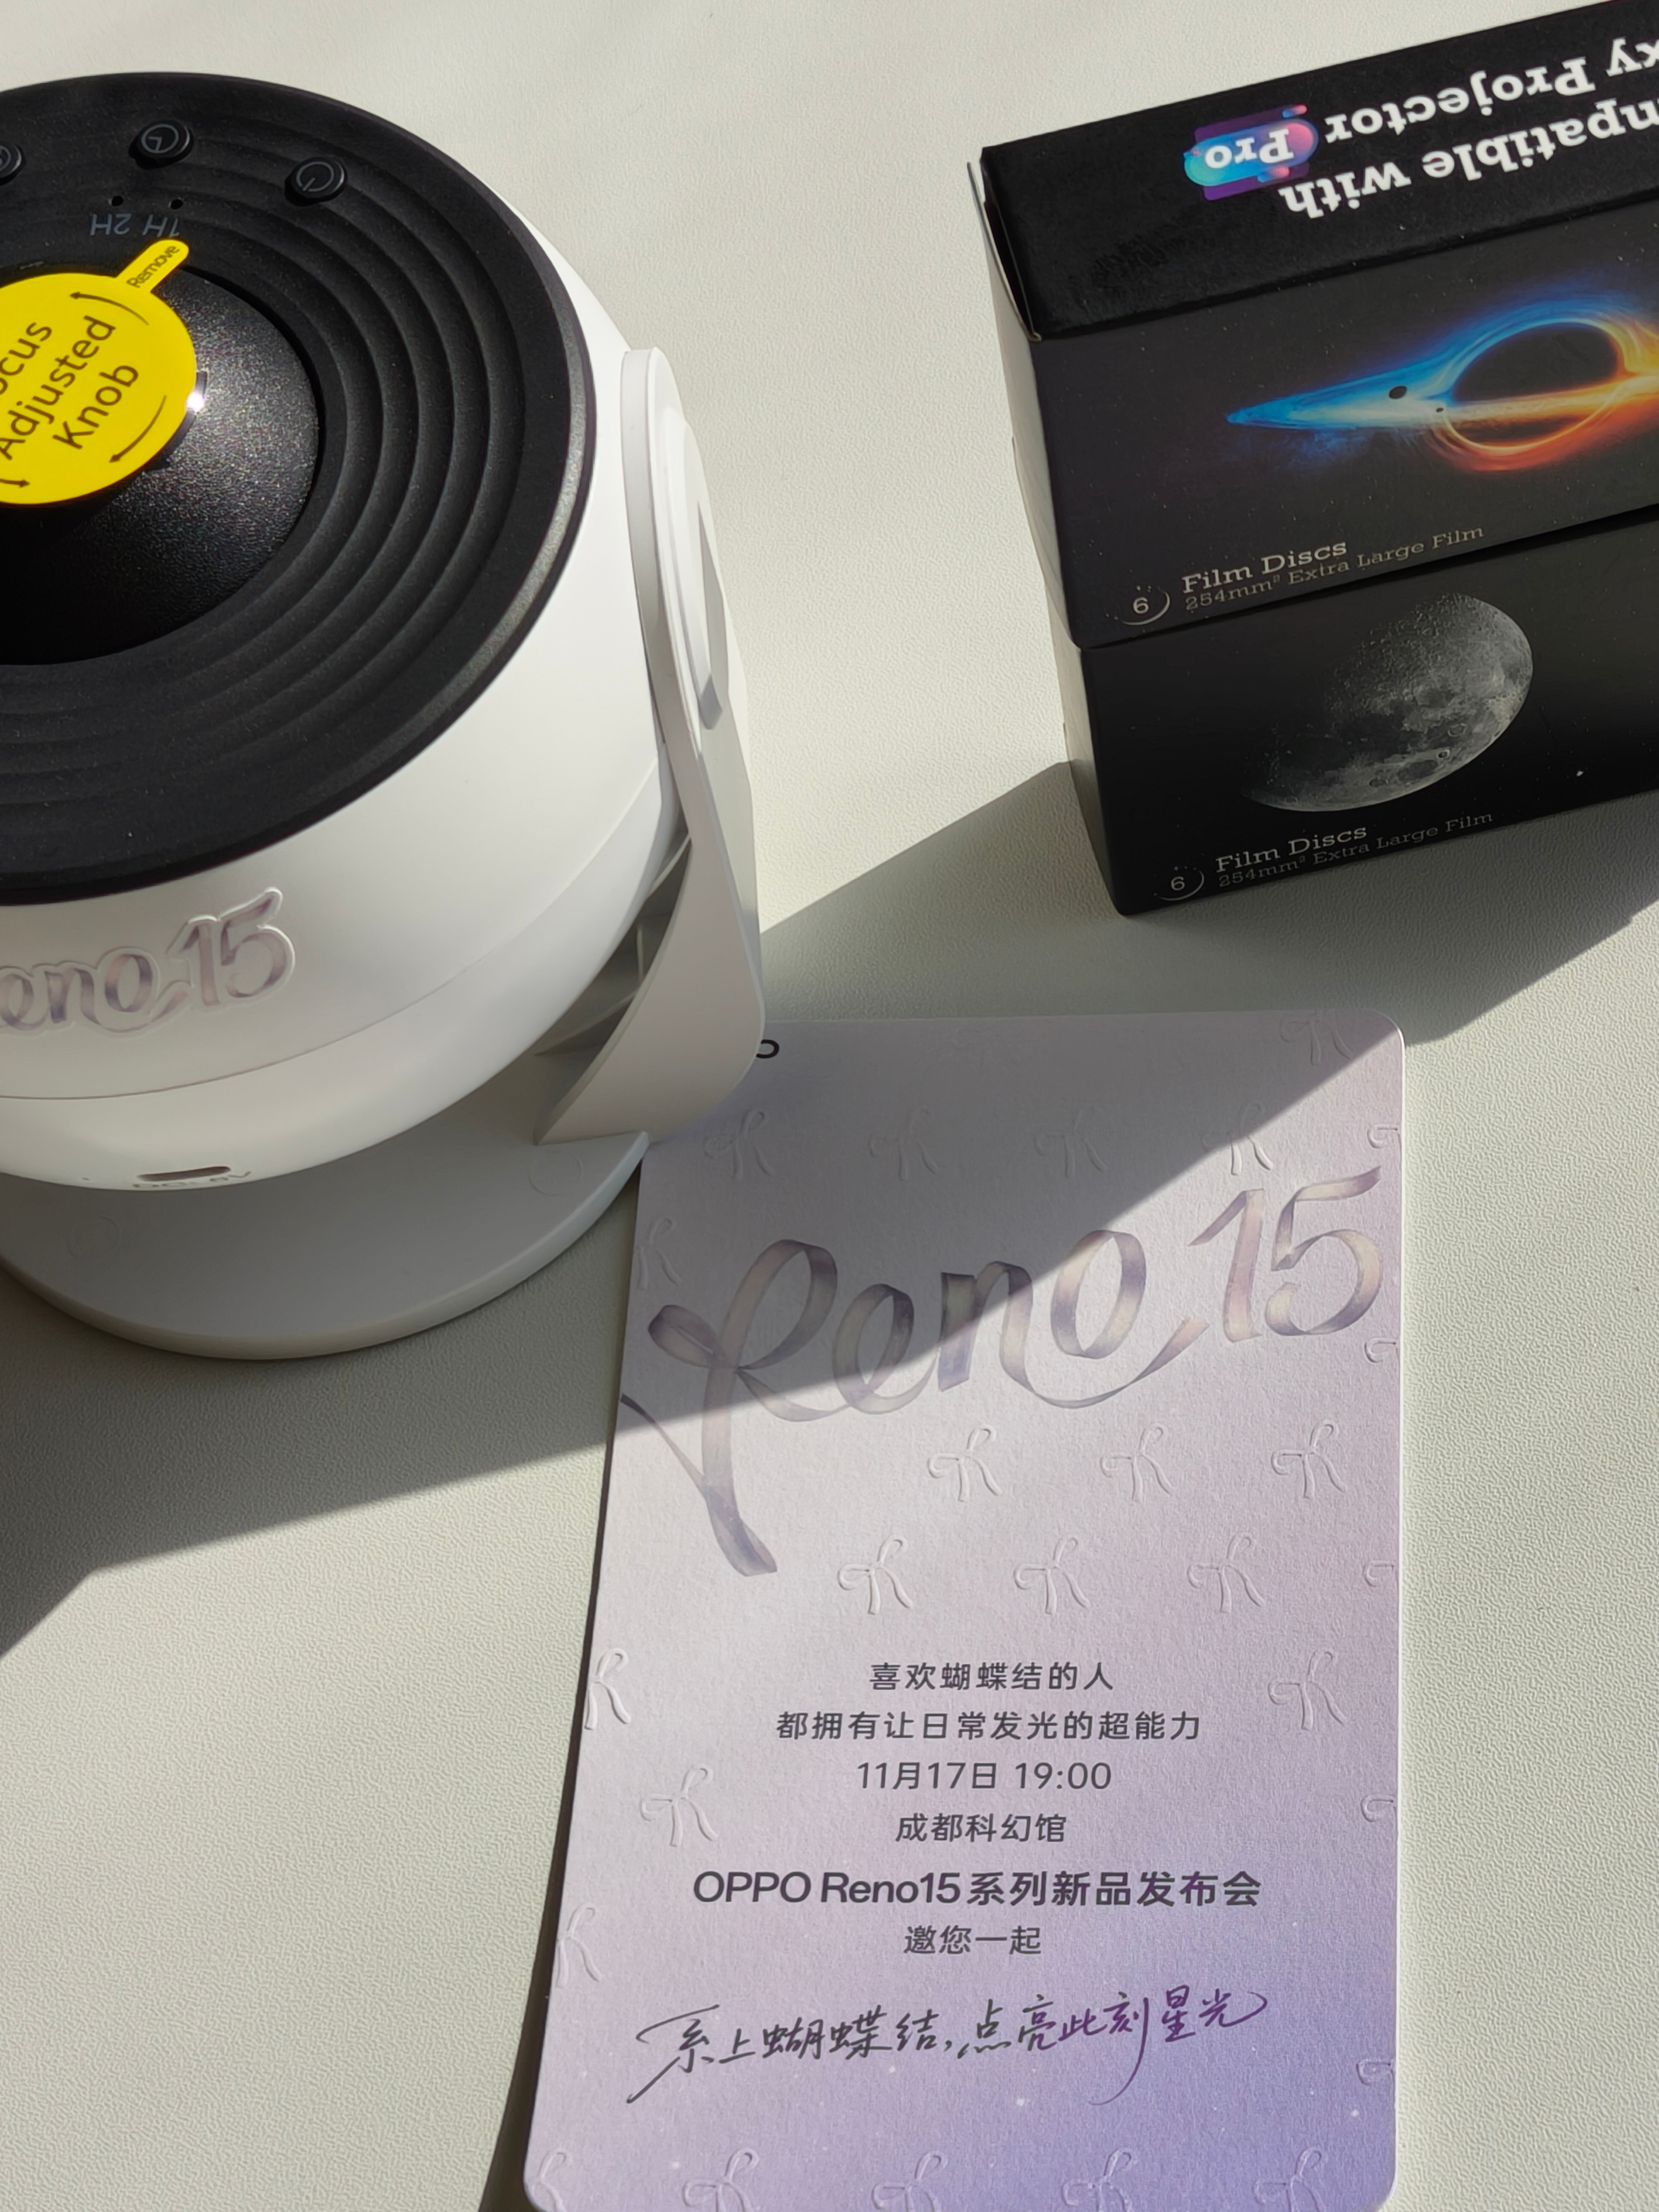 1H 2H
Remove
Adjusted
Knob
mpatible with
xy Projector Pro
Film Discs
6 254mm² Extra Large Film
Film Discs
6 254mm² Extra Large Film
eno15
Reno15
喜欢蝴蝶结的人
都拥有让日常发光的超能力
11月17日 19:00
成都科幻馆
OPPO Reno15系列新品发布会
邀您一起
系上蝴蝶结,点亮此刻星光